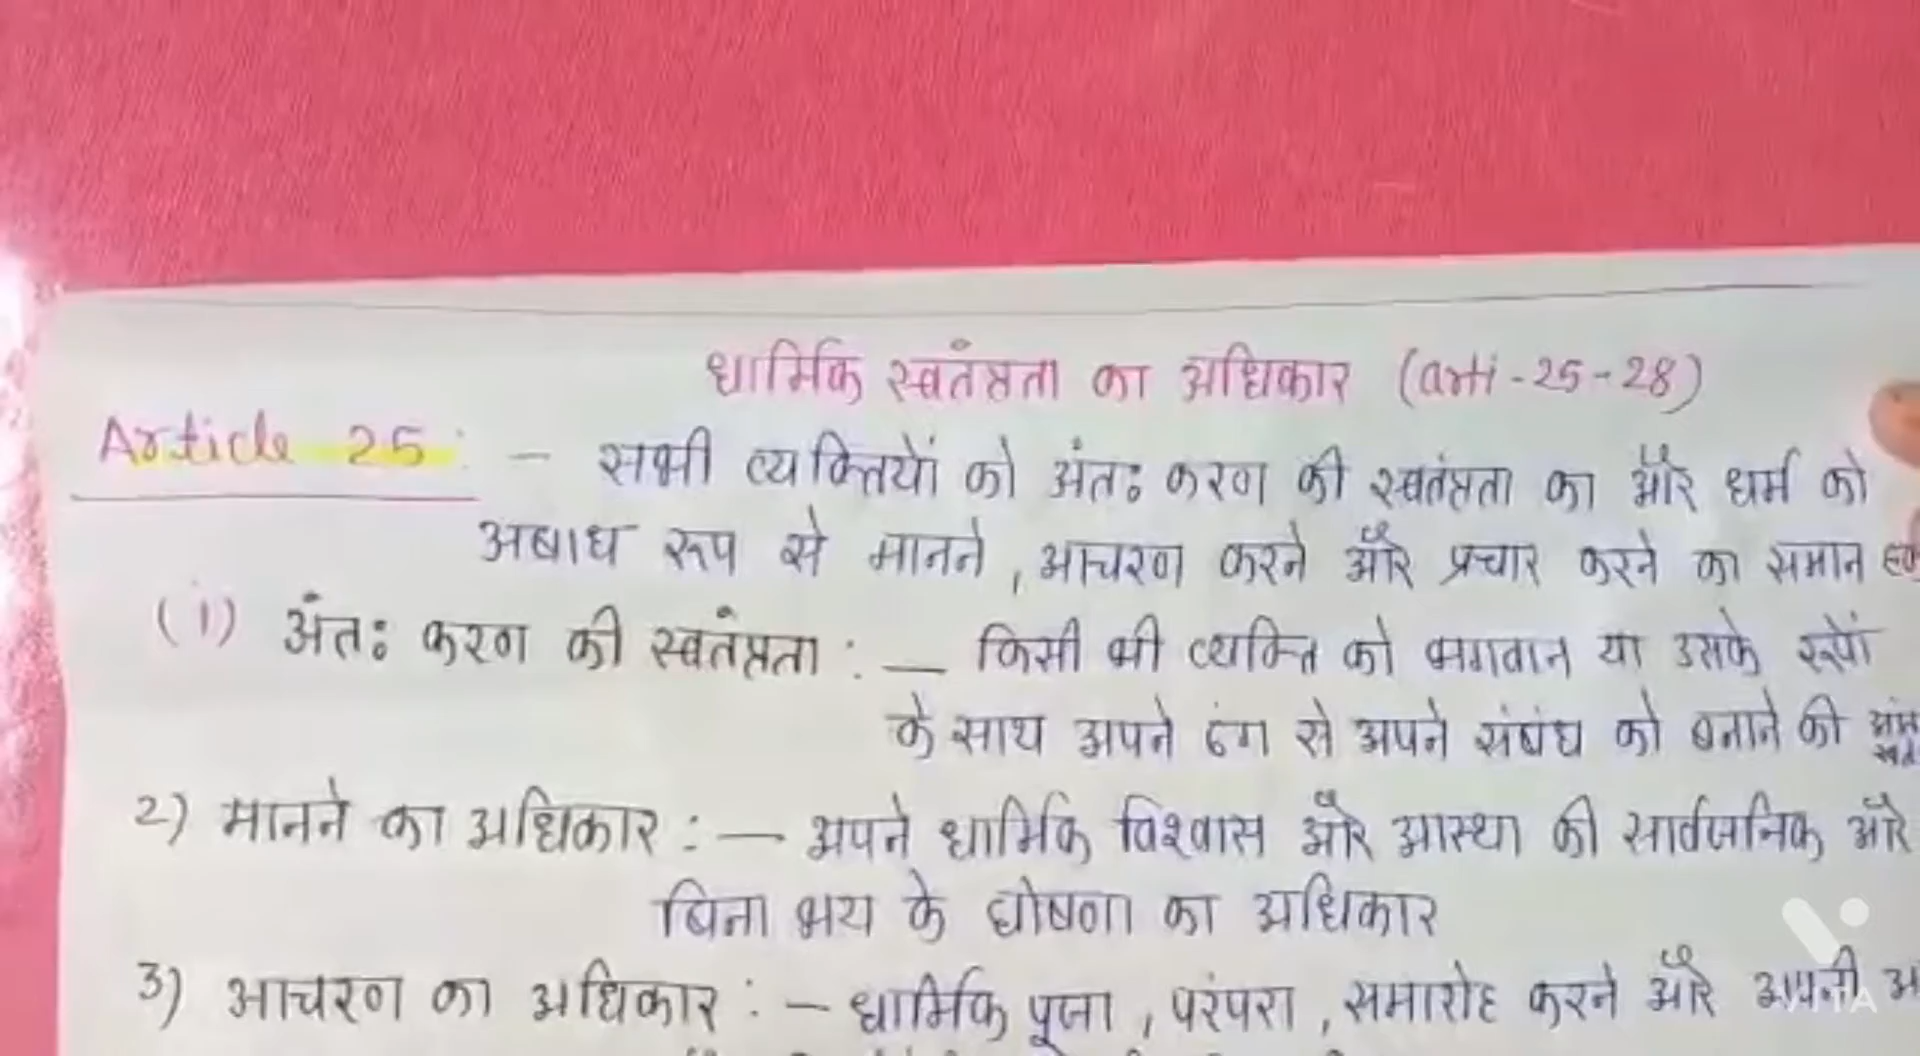 धार्मिक स्वतंत्रता का अधिकार (arti - 25 - 28)
Article 25 : - सभी व्यक्तियों को अंतः करण की स्वतंत्रता का और धर्म को
अबाध रूप से मानने , आचरण करने और प्रचार करने का समान
(1) अंतः करण की स्वतंत्रता : — किसी भी व्यक्ति को भगवान या उसके रूपों
के साथ अपने ढंग से अपने संबंध को बनाने की
2) मानने का अधिकार : — अपने धार्मिक विश्वास और आस्था की सार्वजनिक और
बिना भय के घोषणा का अधिकार
3) आचरण का अधिकार : - धार्मिक पूजा , परंपरा , समारोह करने और अपनी
VITA